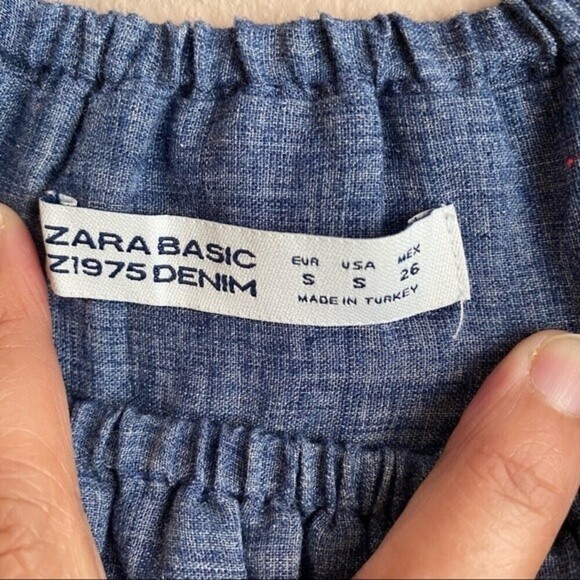 ZARA BASIC
Z1975 DENIM
EUR USA MEX
S S 26
MADE IN TURKEY